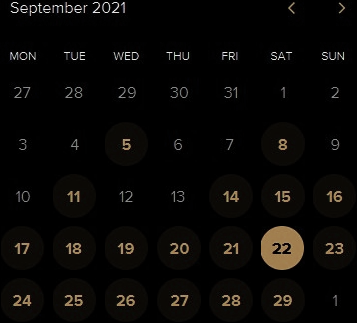 September 2021
MON TUE WED THU FRI SAT SUN
27 28 29 30 31 1 2
3 4 5 6 7 8 9
10 11 12 13 14 15 16
17 18 19 20 21 22 23
24 25 26 27 28 29 1